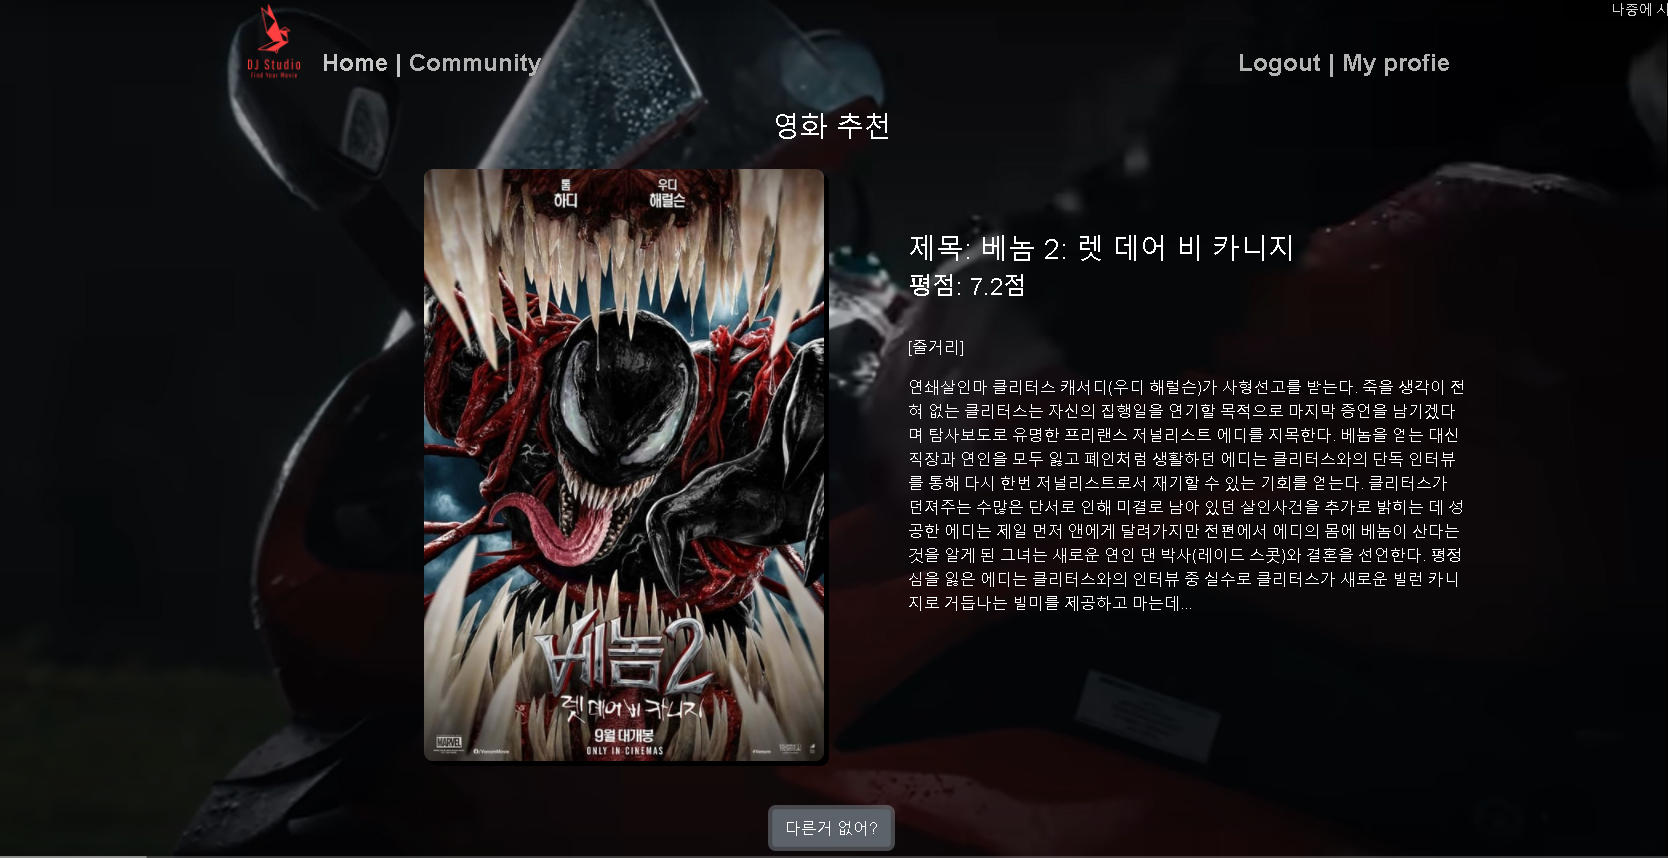 나중에 시
DJ Studio
Find Your Movie
Home | Community
Logout | My profie
영화 추천
톰 하디
우디 해럴슨
베놈2
렛 데어 비 카니지
9월 대개봉
ONLY IN CINEMAS
MARVEL
/VenomMovie
#Venom
제목: 베놈 2: 렛 데어 비 카니지
평점: 7.2점
[줄거리]
연쇄살인마 클리터스 캐서디(우디 해럴슨)가 사형선고를 받는다. 죽을 생각이 전
혀 없는 클리터스는 자신의 집행일을 연기할 목적으로 마지막 증언을 남기겠다
며 탐사보도로 유명한 프리랜스 저널리스트 에디를 지목한다. 베놈을 얻는 대신
직장과 연인을 모두 잃고 폐인처럼 생활하던 에디는 클리터스와의 단독 인터뷰
를 통해 다시 한번 저널리스트로서 재기할 수 있는 기회를 얻는다. 클리터스가
던져주는 수많은 단서로 인해 미결로 남아 있던 살인사건을 추가로 밝히는 데 성
공한 에디는 제일 먼저 앤에게 달려가지만 전편에서 에디의 몸에 베놈이 산다는
것을 알게 된 그녀는 새로운 연인 댄 박사(레이드 스콧)와 결혼을 선언한다. 평정
심을 잃은 에디는 클리터스와의 인터뷰 중 실수로 클리터스가 새로운 빌런 카니
지로 거듭나는 빌미를 제공하고 마는데...
다른거 없어?